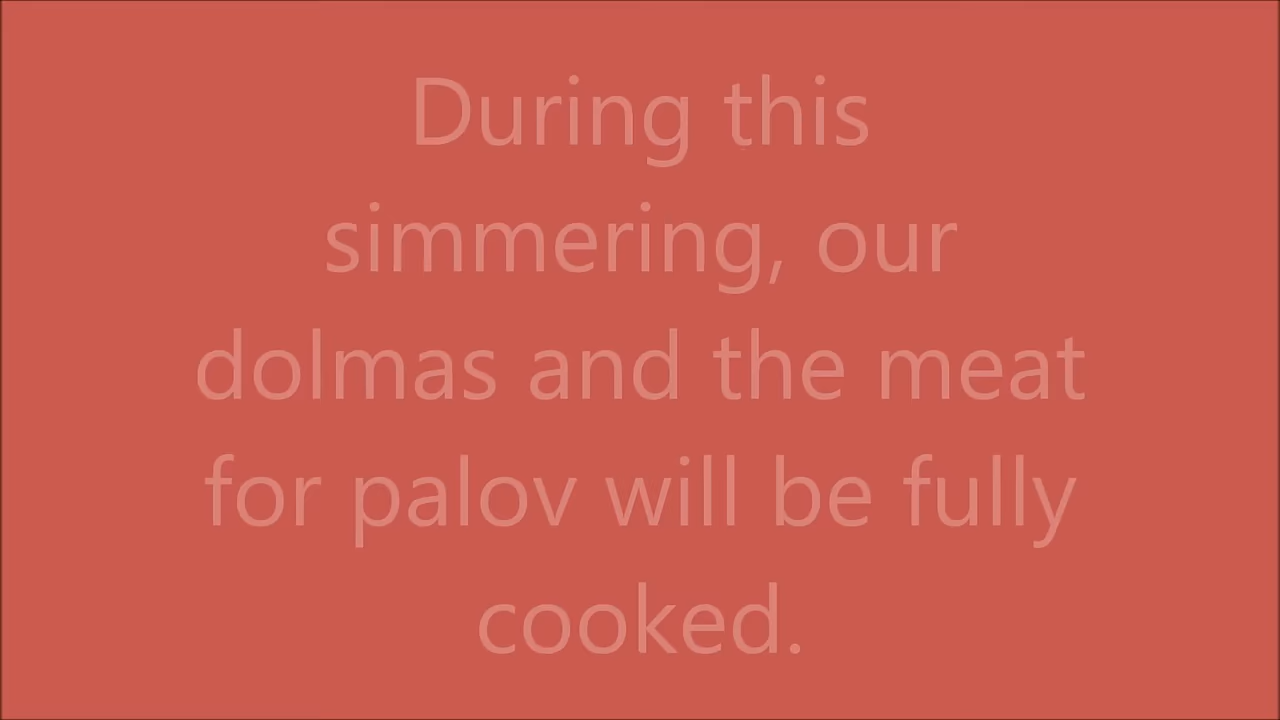 During this
simmering, our
dolmas and the meat
for palov will be fully
cooked.